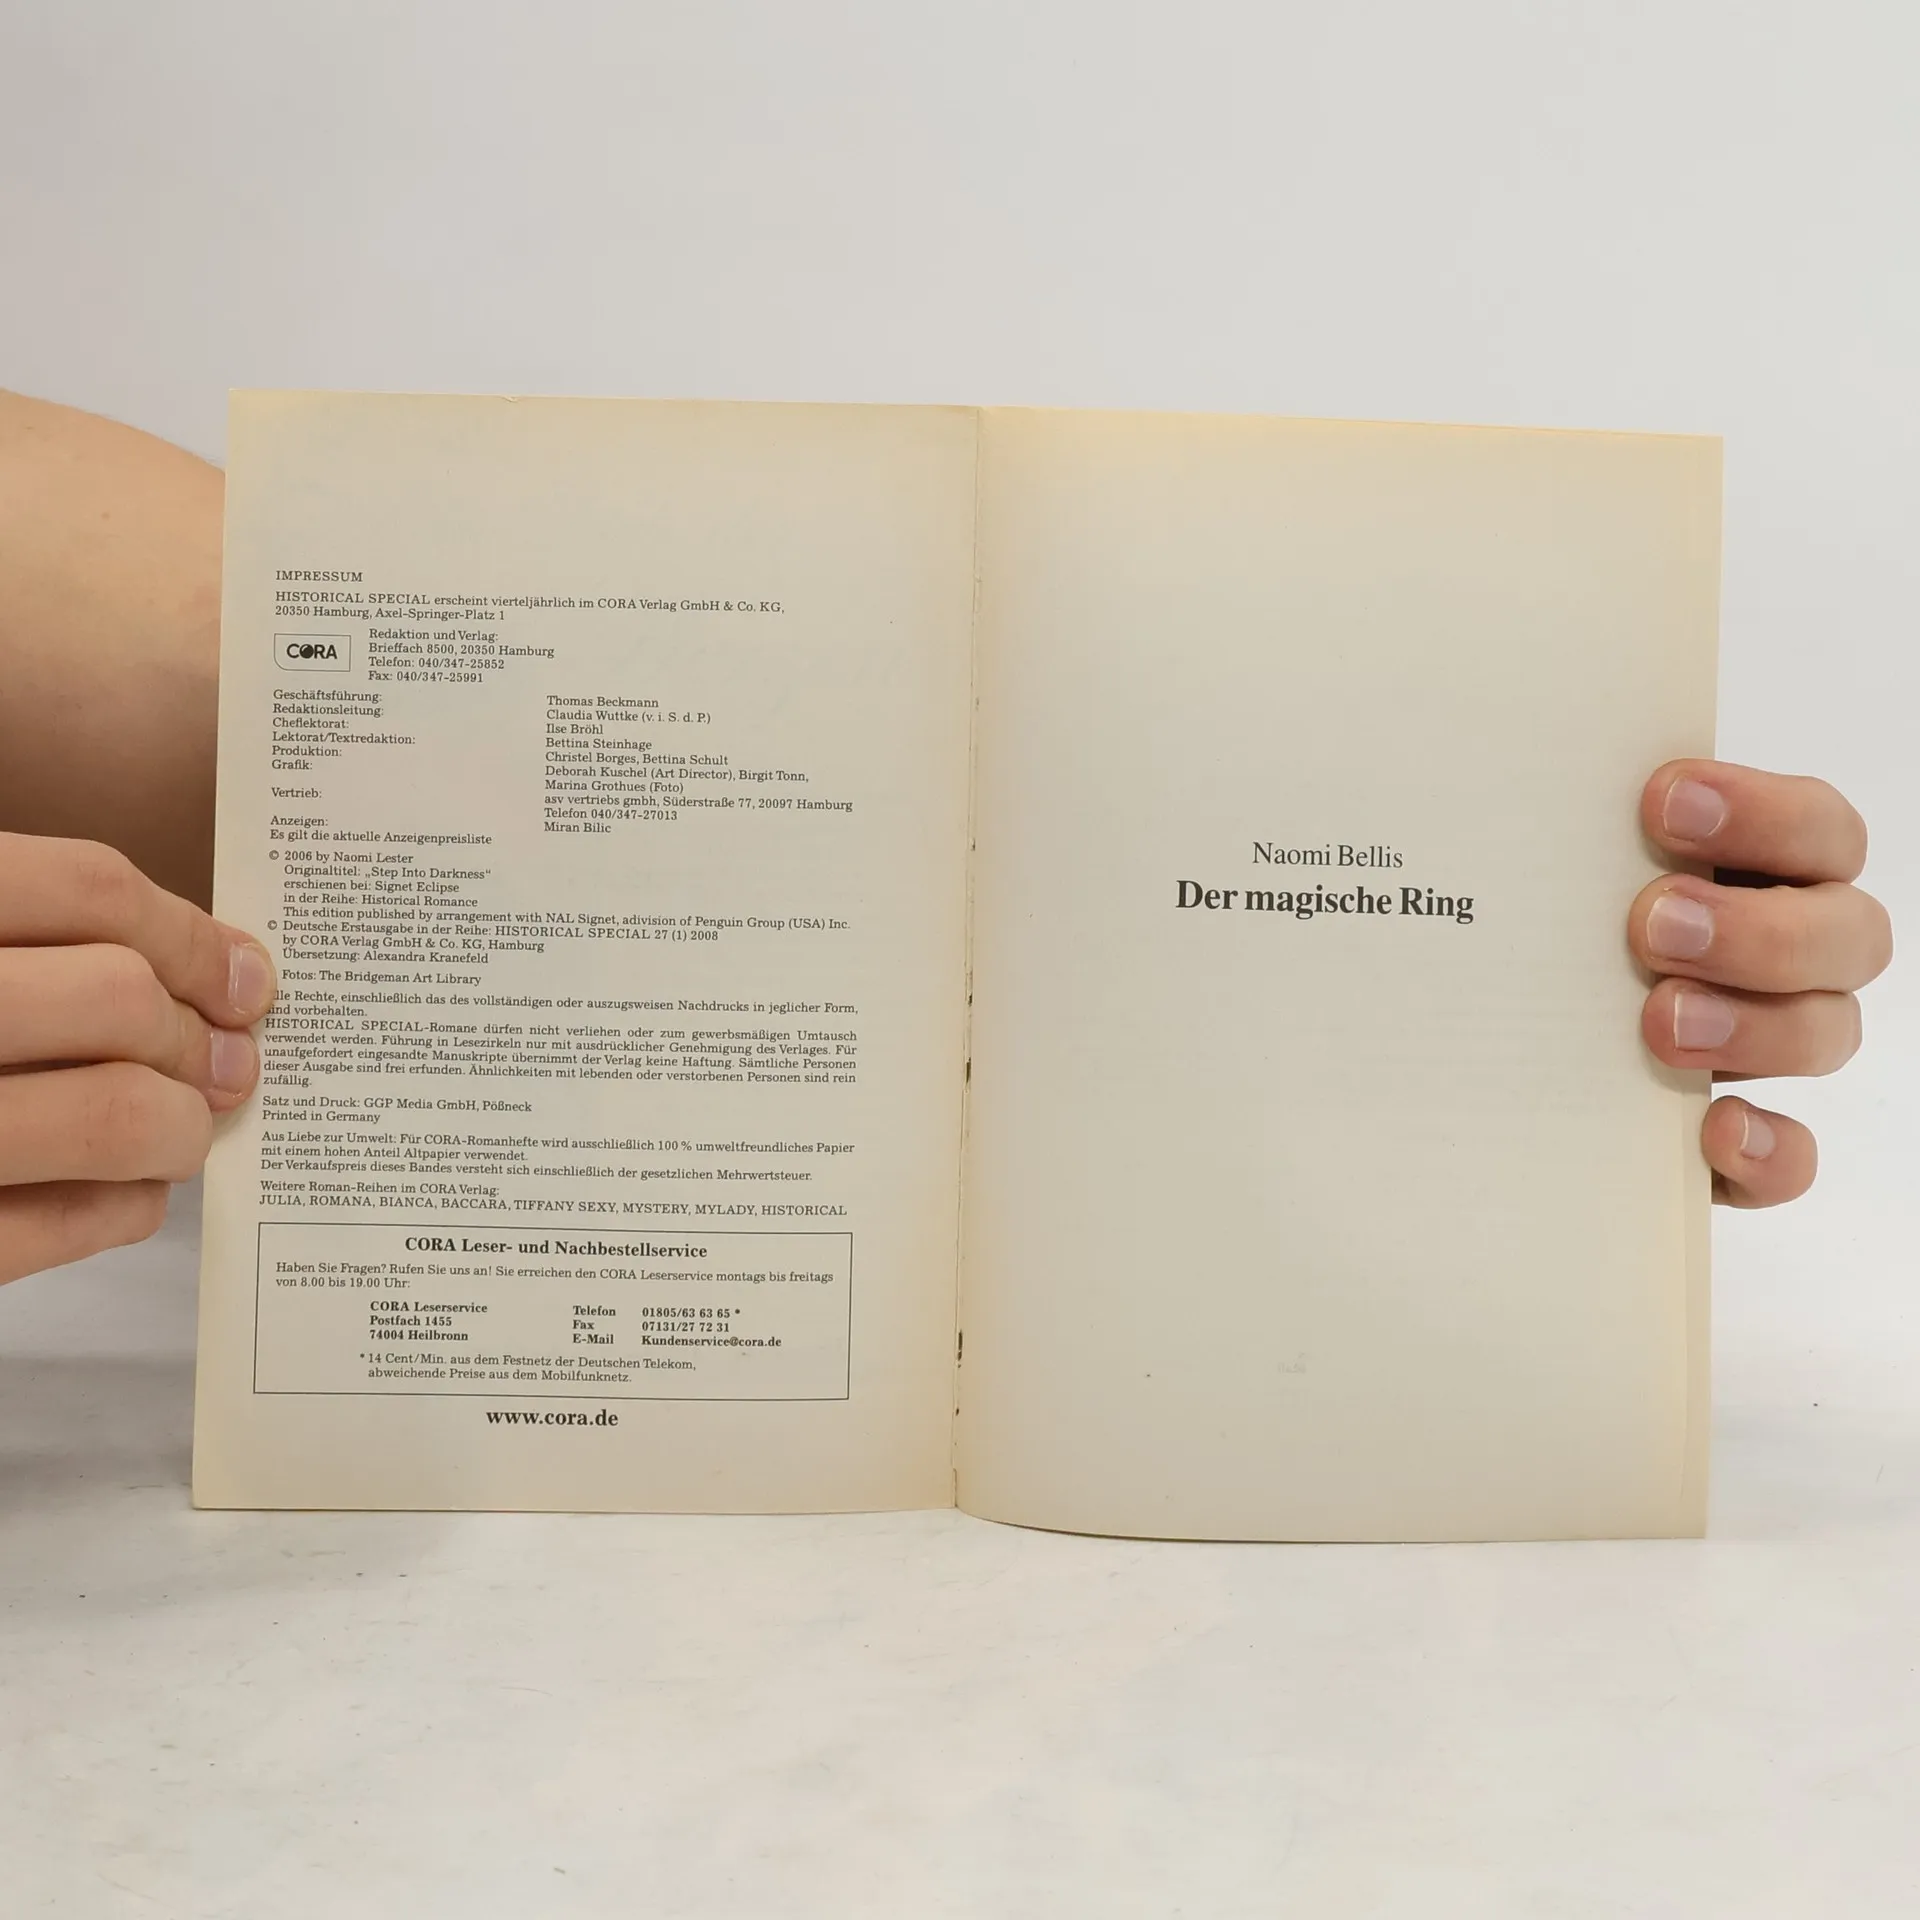 IMPRESSUM
HISTORICAL SPECIAL erscheint vierteljährlich im CORA Verlag GmbH & Co. KG,
20350 Hamburg, Axel-Springer-Platz 1
CORA
Redaktion und Verlag:
Brieffach 8500, 20350 Hamburg
Telefon: 040/347-25852
Fax: 040/347-25991
Geschäftsführung: Thomas Beckmann
Redaktionsleitung: Claudia Wuttke (v. i. S. d. P.)
Cheflektorat: Ilse Bröhl
Lektorat/Textredaktion: Bettina Steinhage
Produktion: Christel Borges, Bettina Schult
Grafik: Deborah Kuschel (Art Director), Birgit Tonn,
Marina Grothues (Foto)
Vertrieb: asv vertriebs gmbh, Süderstraße 77, 20097 Hamburg
Telefon 040/347-27013
Anzeigen: Miran Bilic
Es gilt die aktuelle Anzeigenpreisliste
© 2006 by Naomi Lester
Originaltitel: „Step Into Darkness“
erschienen bei: Signet Eclipse
in der Reihe: Historical Romance
This edition published by arrangement with NAL Signet, adivision of Penguin Group (USA) Inc.
© Deutsche Erstausgabe in der Reihe: HISTORICAL SPECIAL 27 (1) 2008
by CORA Verlag GmbH & Co. KG, Hamburg
Übersetzung: Alexandra Kranefeld
Fotos: The Bridgeman Art Library
lle Rechte, einschließlich das des vollständigen oder auszugsweisen Nachdrucks in jeglicher Form,
sind vorbehalten.
HISTORICAL SPECIAL-Romane dürfen nicht verliehen oder zum gewerbsmäßigen Umtausch
verwendet werden. Führung in Lesezirkeln nur mit ausdrücklicher Genehmigung des Verlages. Für
unaufgefordert eingesandte Manuskripte übernimmt der Verlag keine Haftung. Sämtliche Personen
dieser Ausgabe sind frei erfunden. Ähnlichkeiten mit lebenden oder verstorbenen Personen sind rein
zufällig.
Satz und Druck: GGP Media GmbH, Pößneck
Printed in Germany
Aus Liebe zur Umwelt: Für CORA-Romanhefte wird ausschließlich 100 % umweltfreundliches Papier
mit einem hohen Anteil Altpapier verwendet.
Der Verkaufspreis dieses Bandes versteht sich einschließlich der gesetzlichen Mehrwertsteuer.
Weitere Roman-Reihen im CORA Verlag:
JULIA, ROMANA, BIANCA, BACCARA, TIFFANY SEXY, MYSTERY, MYLADY, HISTORICAL
CORA Leser- und Nachbestellservice
Haben Sie Fragen? Rufen Sie uns an! Sie erreichen den CORA Leserservice montags bis freitags
von 8.00 bis 19.00 Uhr:
CORA Leserservice Telefon 01805/63 63 65 *
Postfach 1455 Fax 07131/27 72 31
74004 Heilbronn E-Mail Kundenservice@cora.de
* 14 Cent/Min. aus dem Festnetz der Deutschen Telekom,
abweichende Preise aus dem Mobilfunknetz.
www.cora.de
Naomi Bellis
Der magische Ring